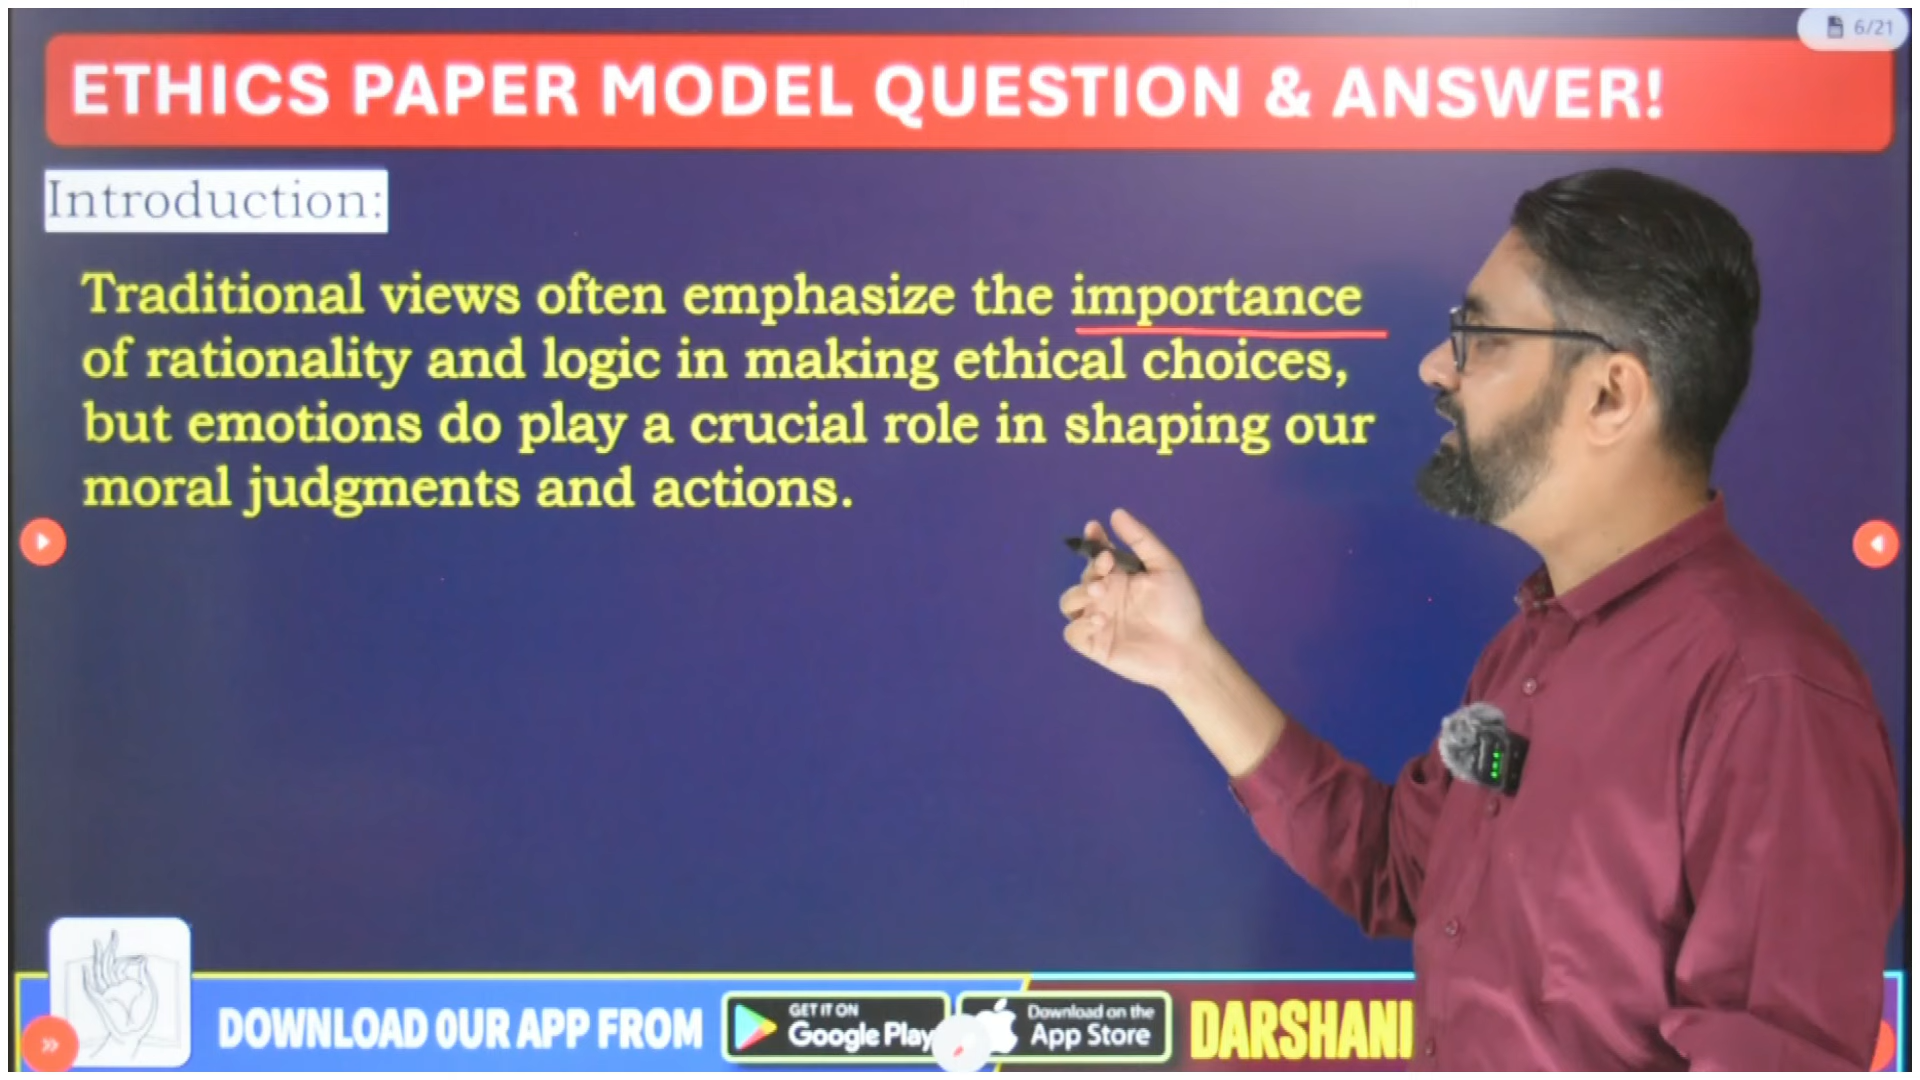 6/21
ETHICS PAPER MODEL QUESTION & ANSWER!
Introduction:
Traditional views often emphasize the importance
of rationality and logic in making ethical choices,
but emotions do play a crucial role in shaping our
moral judgments and actions.
DOWNLOAD OUR APP FROM
GET IT ON
Google Play
Download on the
App Store
DARSHANI